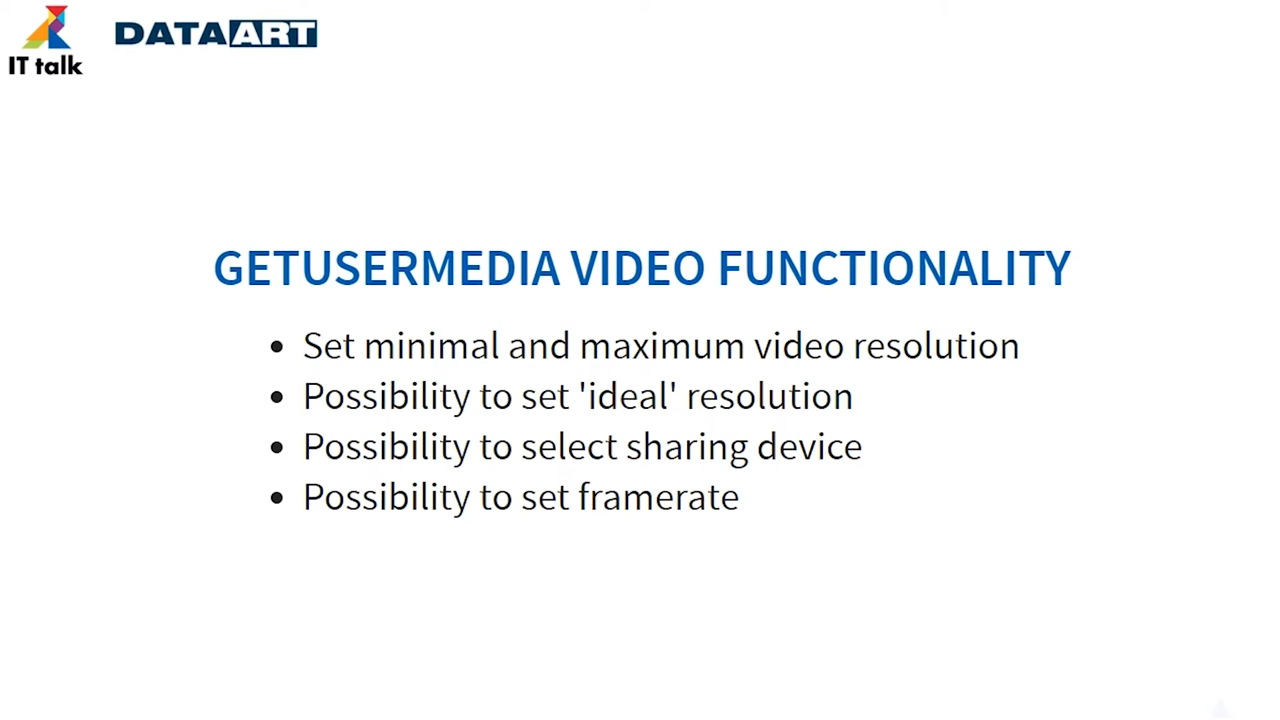 IT talk
DATAART
GETUSERMEDIA VIDEO FUNCTIONALITY
• Set minimal and maximum video resolution
• Possibility to set 'ideal' resolution
• Possibility to select sharing device
• Possibility to set framerate